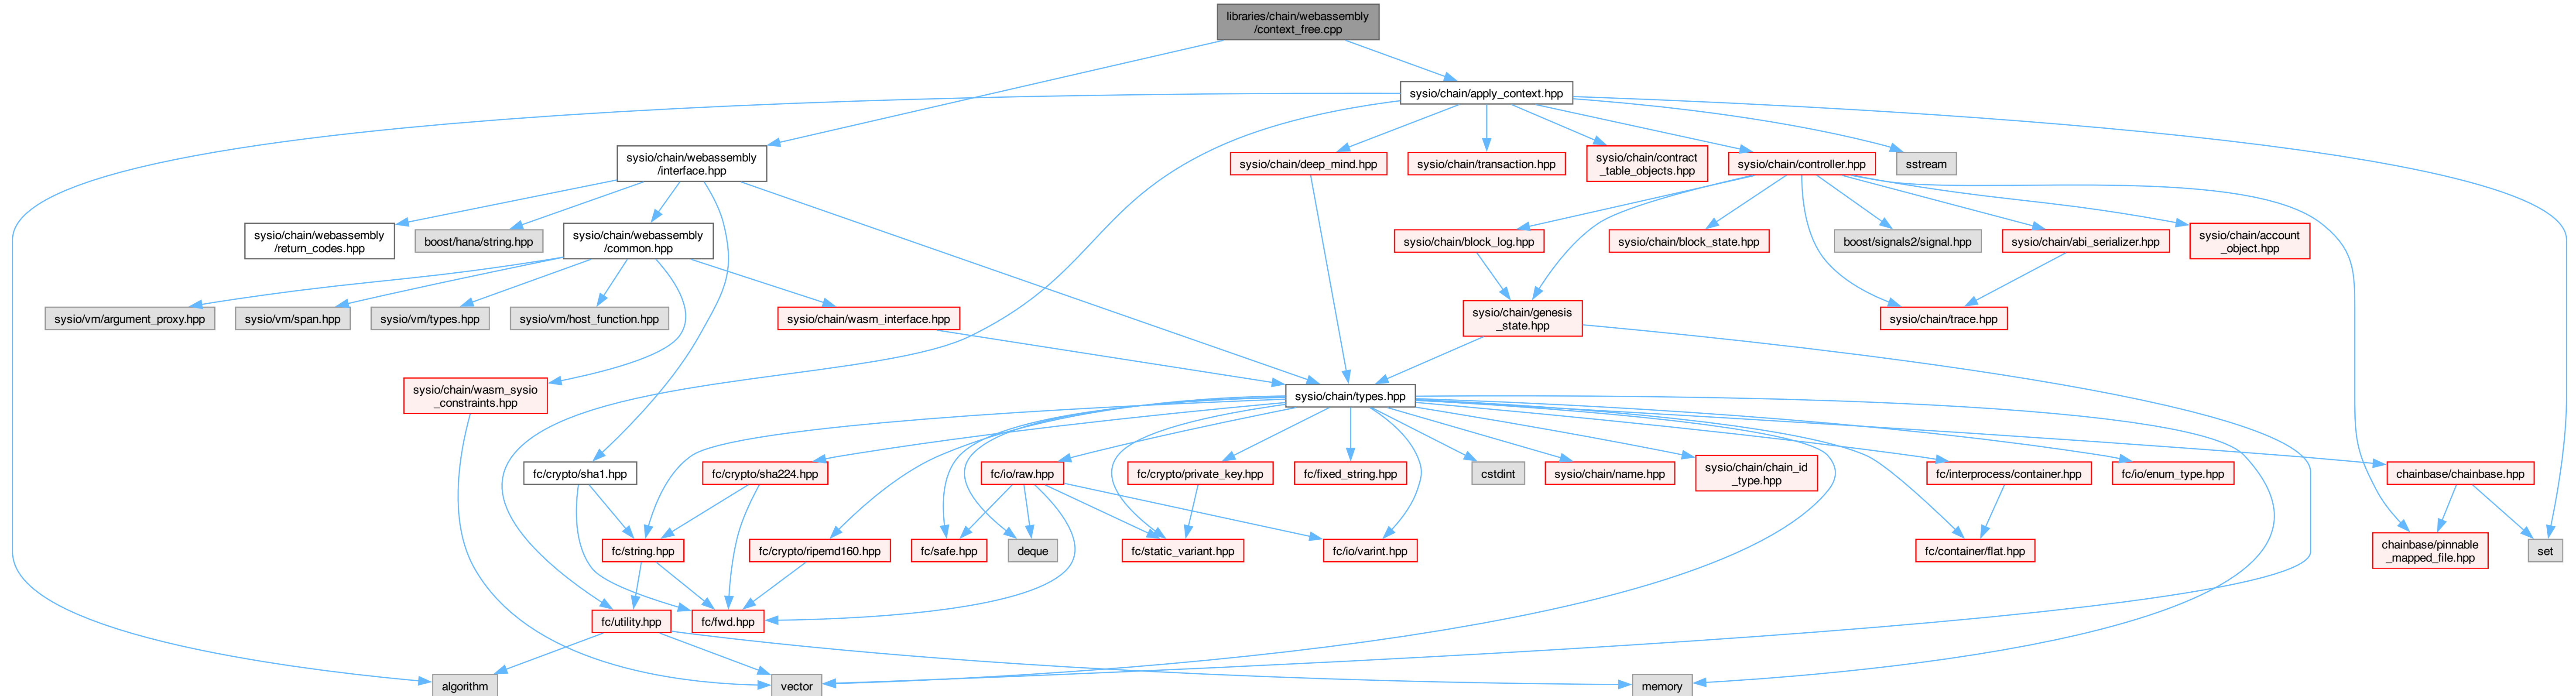 libraries/chain/webassembly
/context_free.cpp
sysio/chain/apply_context.hpp
sysio/chain/webassembly
/interface.hpp
sysio/chain/deep_mind.hpp
sysio/chain/transaction.hpp
sysio/chain/contract
_table_objects.hpp
sysio/chain/controller.hpp
sstream
sysio/chain/webassembly
/return_codes.hpp
boost/hana/string.hpp
sysio/chain/webassembly
/common.hpp
sysio/chain/block_log.hpp
sysio/chain/block_state.hpp
boost/signals2/signal.hpp
sysio/chain/abi_serializer.hpp
sysio/chain/account
_object.hpp
sysio/vm/argument_proxy.hpp
sysio/vm/span.hpp
sysio/vm/types.hpp
sysio/vm/host_function.hpp
sysio/chain/wasm_interface.hpp
sysio/chain/genesis
_state.hpp
sysio/chain/trace.hpp
sysio/chain/wasm_sysio
_constraints.hpp
sysio/chain/types.hpp
fc/crypto/sha1.hpp
fc/crypto/sha224.hpp
fc/io/raw.hpp
fc/crypto/private_key.hpp
fc/fixed_string.hpp
cstdint
sysio/chain/name.hpp
sysio/chain/chain_id
_type.hpp
fc/interprocess/container.hpp
fc/io/enum_type.hpp
chainbase/chainbase.hpp
fc/string.hpp
fc/crypto/ripemd160.hpp
fc/safe.hpp
deque
fc/static_variant.hpp
fc/io/varint.hpp
fc/container/flat.hpp
chainbase/pinnable
_mapped_file.hpp
set
fc/utility.hpp
fc/fwd.hpp
algorithm
vector
memory